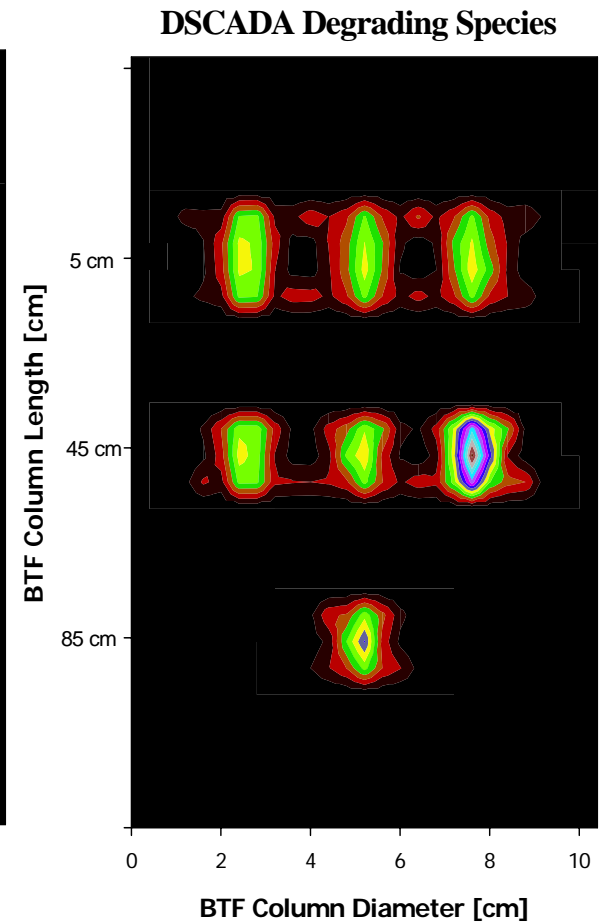 DSCADA Degrading Species
BTF Column Length [cm]
5 cm
45 cm
85 cm
0 2 4 6 8 10
BTF Column Diameter [cm]